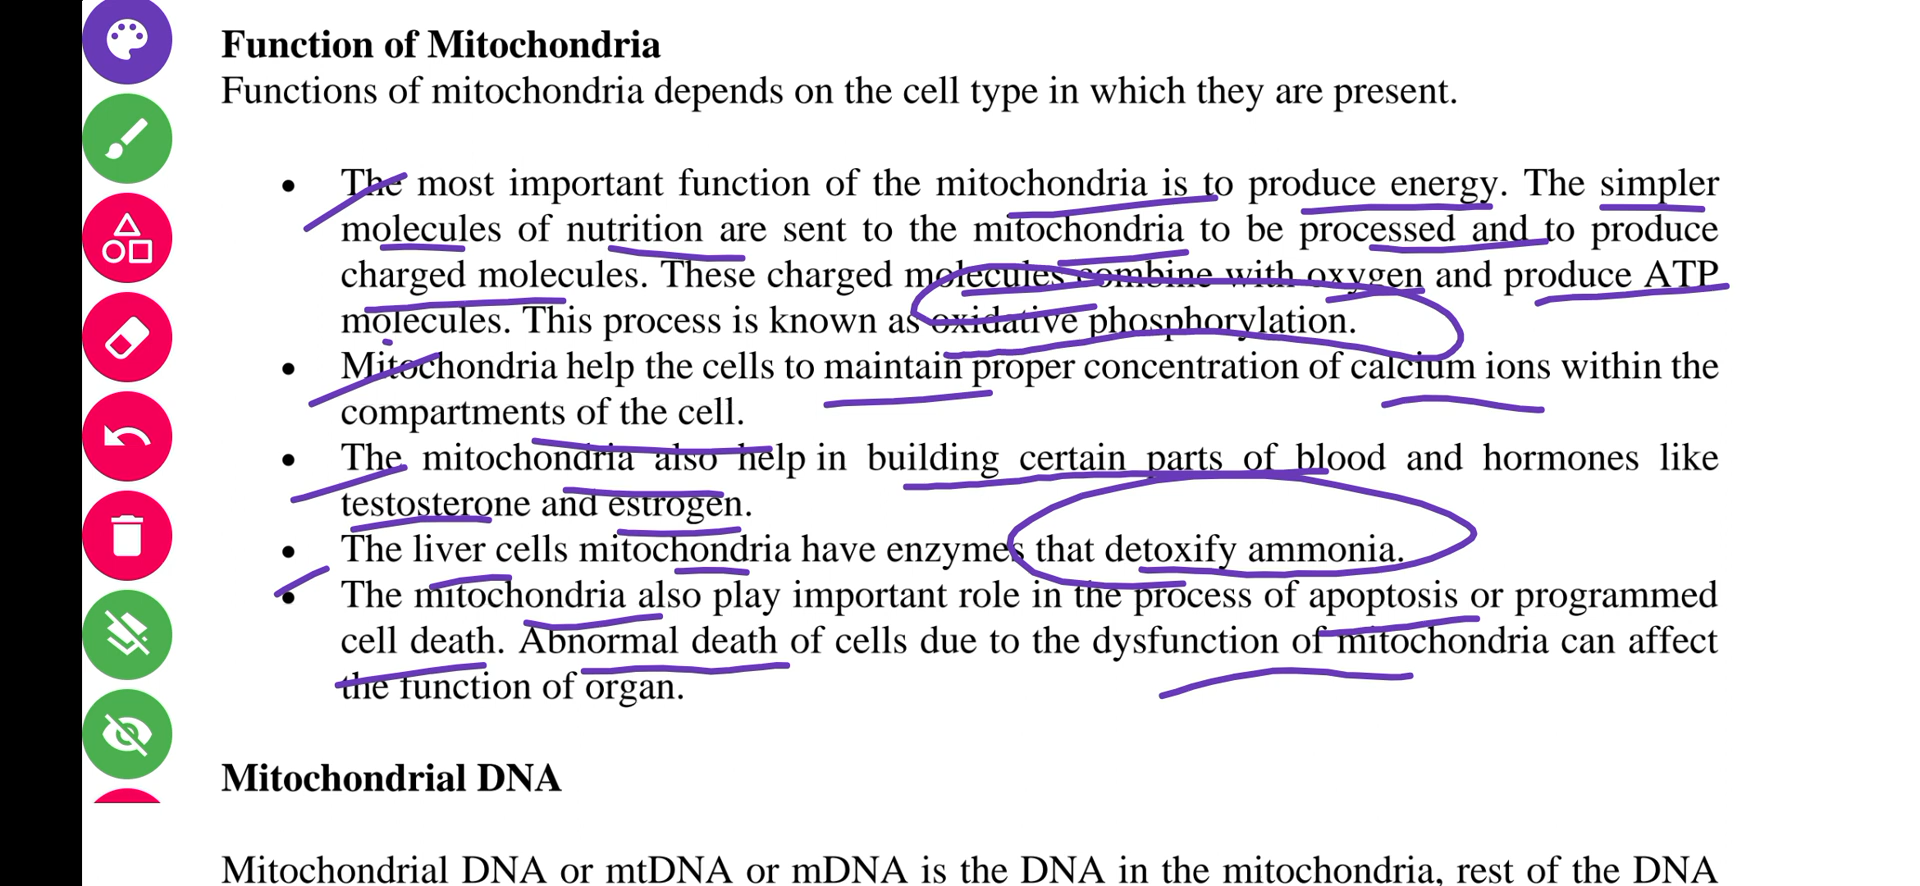 Function of Mitochondria
Functions of mitochondria depends on the cell type in which they are present.
• The most important function of the mitochondria is to produce energy. The simpler
molecules of nutrition are sent to the mitochondria to be processed and to produce
charged molecules. These charged molecules combine with oxygen and produce ATP
molecules. This process is known as oxidative phosphorylation.
• Mitochondria help the cells to maintain proper concentration of calcium ions within the
compartments of the cell.
• The mitochondria also help in building certain parts of blood and hormones like
testosterone and estrogen.
• The liver cells mitochondria have enzymes that detoxify ammonia.
• The mitochondria also play important role in the process of apoptosis or programmed
cell death. Abnormal death of cells due to the dysfunction of mitochondria can affect
the function of organ.
Mitochondrial DNA
Mitochondrial DNA or mtDNA or mDNA is the DNA in the mitochondria, rest of the DNA